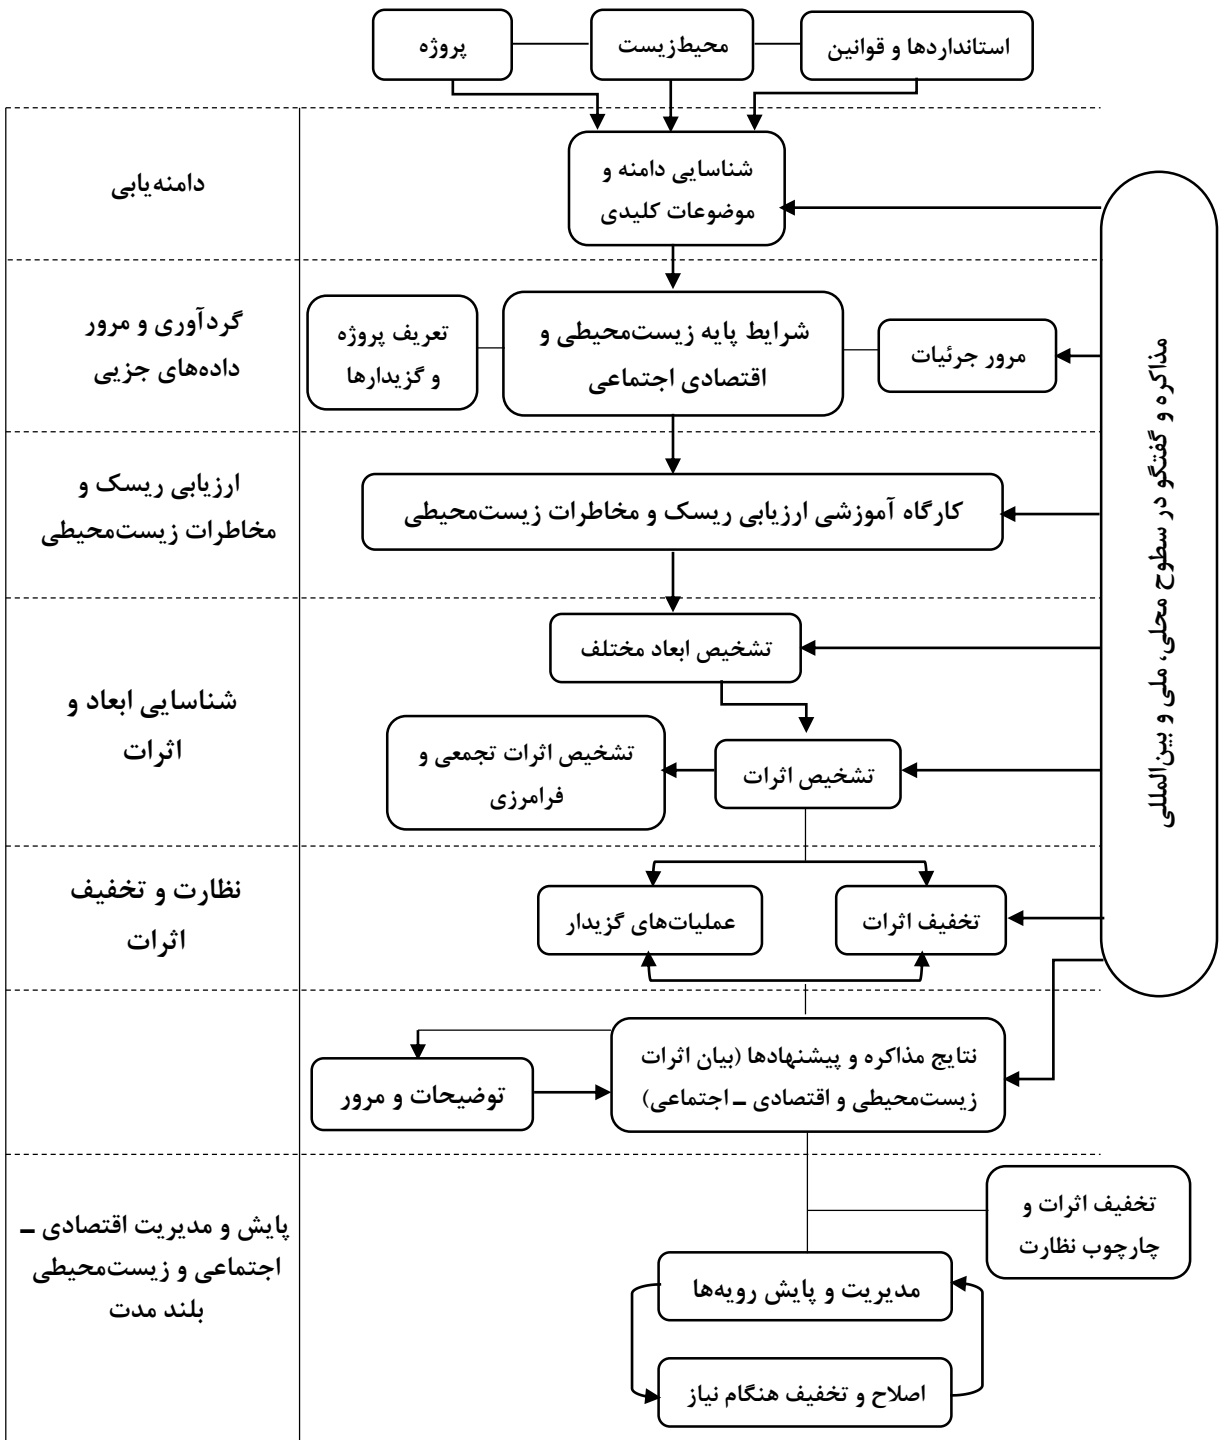 استانداردها و قوانین
محیط‌زیست
پروژه
دامنه‌یابی
شناسایی دامنه و
موضوعات کلیدی
مذاکره و گفتگو در سطوح محلی، ملی و بین‌المللی
گردآوری و مرور
داده‌های جزیی
مرور جزئیات
شرایط پایه زیست‌محیطی و
اقتصادی اجتماعی
تعریف پروژه
و گزیدارها
ارزیابی ریسک و
مخاطرات زیست‌محیطی
کارگاه آموزشی ارزیابی ریسک و مخاطرات زیست‌محیطی
شناسایی ابعاد و
اثرات
تشخیص ابعاد مختلف
تشخیص اثرات
تشخیص اثرات تجمعی و
فرامرزی
نظارت و تخفیف
اثرات
تخفیف اثرات
عملیات‌های گزیدار
نتایج مذاکره و پیشنهادها (بیان اثرات
زیست‌محیطی و اقتصادی ـ اجتماعی)
توضیحات و مرور
پایش و مدیریت اقتصادی ـ
اجتماعی و زیست‌محیطی
بلند مدت
تخفیف اثرات و
چارچوب نظارت
مدیریت و پایش رویه‌ها
اصلاح و تخفیف هنگام نیاز